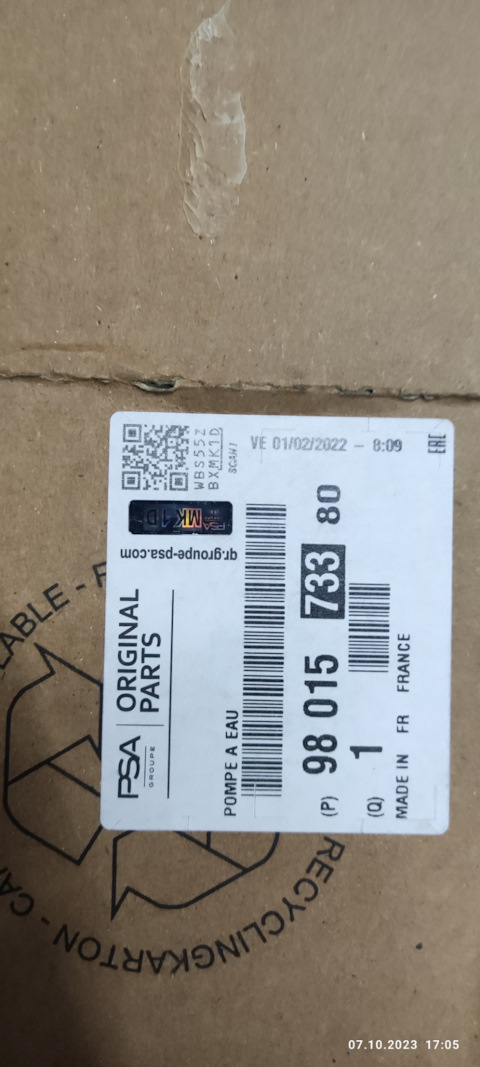 PSA
GROUPE
ORIGINAL
PARTS
qr.groupe-psa.com
PSA
MK1D
WBS55Z
BXMK1D
SCAN!
VE 01/02/2022 - 8:09
EAC
POMPE A EAU
(P) 98 015 733 80
(Q) 1
MADE IN FR FRANCE
RECYCLINGKARTON
07.10.2023 17:05